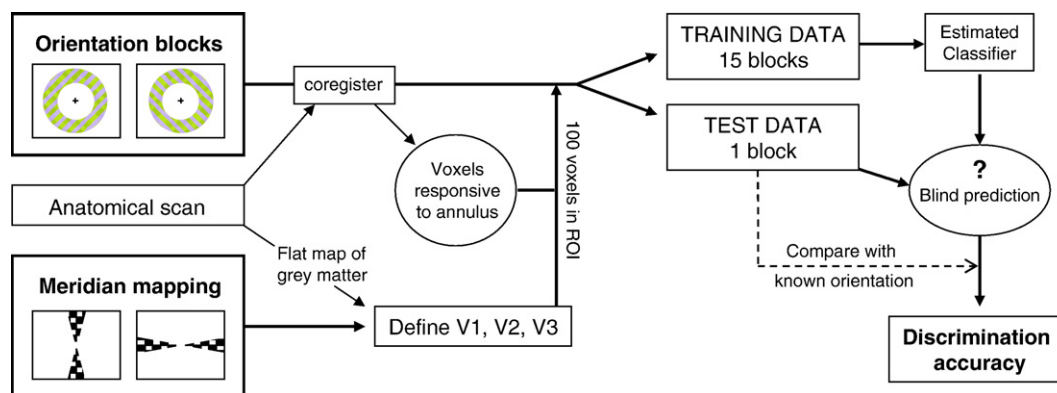 Orientation blocks
coregister
Voxels
responsive
to annulus
Anatomical scan
Flat map of
grey matter
Meridian mapping
Define V1, V2, V3
100 voxels in ROI
TRAINING DATA
15 blocks
Estimated
Classifier
TEST DATA
1 block
?
Blind prediction
Compare with
known orientation
Discrimination
accuracy